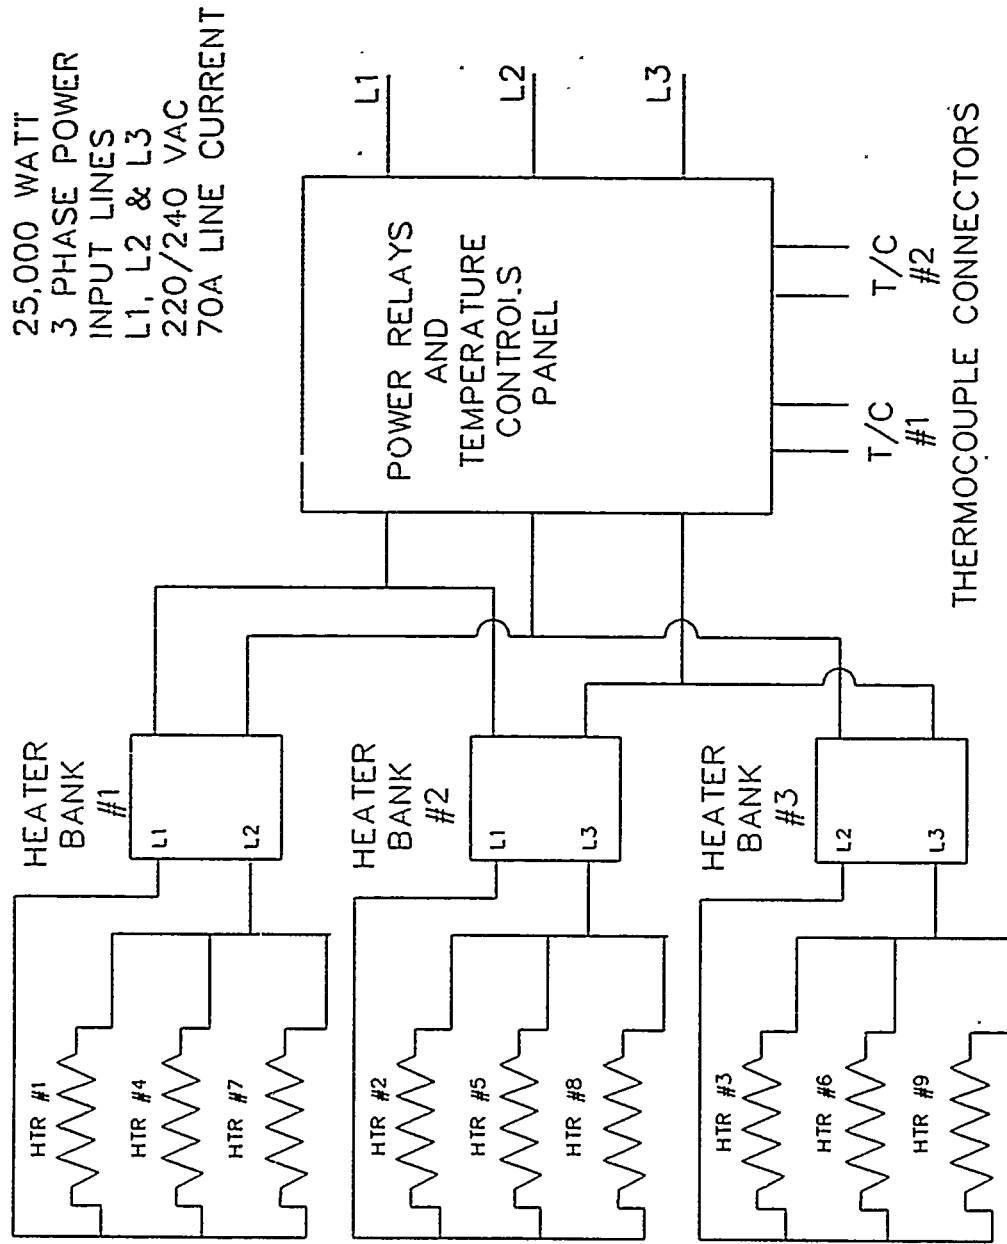 25,000 WATT
3 PHASE POWER
INPUT LINES
L1, L2 & L3
220/240 VAC
70A LINE CURRENT
L1
L2
L3
POWER RELAYS
AND
TEMPERATURE
CONTROLS
PANEL
T/C
#1
T/C
#2
THERMOCOUPLE CONNECTORS
HEATER
BANK
#1
L1
L2
HEATER
BANK
#2
L1
L3
HEATER
BANK
#3
L2
L3
HTR #1
HTR #4
HTR #7
HTR #2
HTR #5
HTR #8
HTR #3
HTR #6
HTR #9